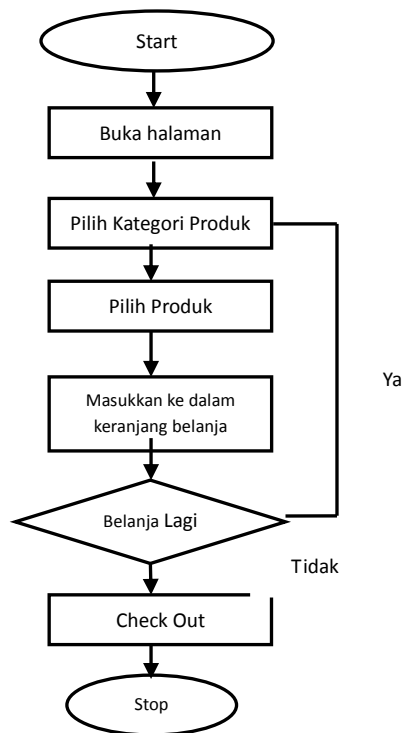 Start
Buka halaman
Pilih Kategori Produk
Pilih Produk
Ya
Masukkan ke dalam
keranjang belanja
Belanja Lagi
Tidak
Check Out
Stop